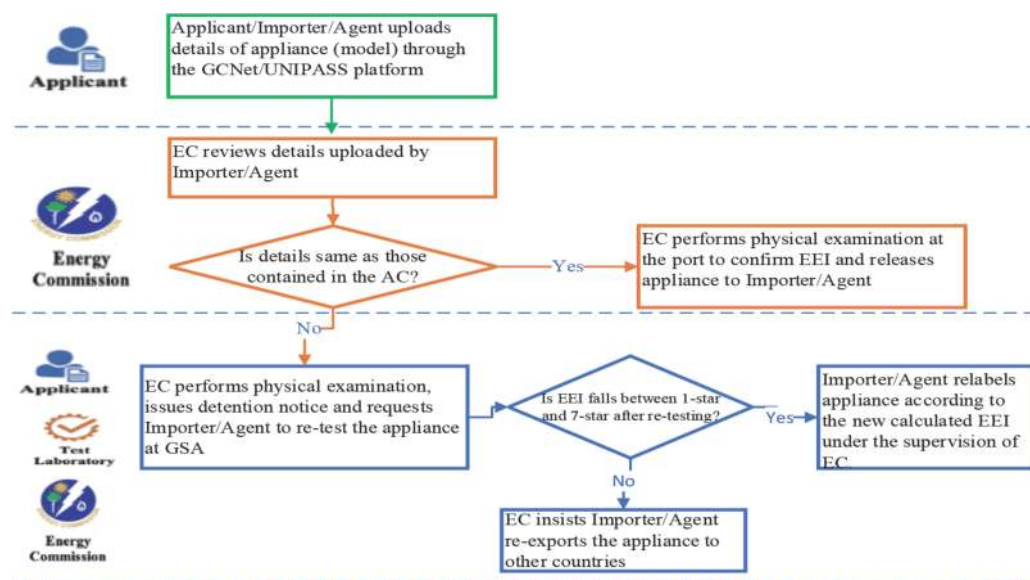 Applicant/Importer/Agent uploads
details of appliance (model) through
the GCNet/UNIPASS platform
Applicant
EC reviews details uploaded by
Importer/Agent
ENERGY COMMISSION
Energy
Commission
Is details same as those
contained in the AC?
Yes
EC performs physical examination at
the port to confirm EEI and releases
appliance to Importer/Agent
No
Applicant
Test
Laboratory
Energy
Commission
EC performs physical examination,
issues detention notice and requests
Importer/Agent to re-test the appliance
at GSA
Is EEI falls between 1-star
and 7-star after re-testing?
Yes
Importer/Agent relabels
appliance according to
the new calculated EEI
under the supervision of
EC.
No
EC insists Importer/Agent
re-exports the appliance to
other countries